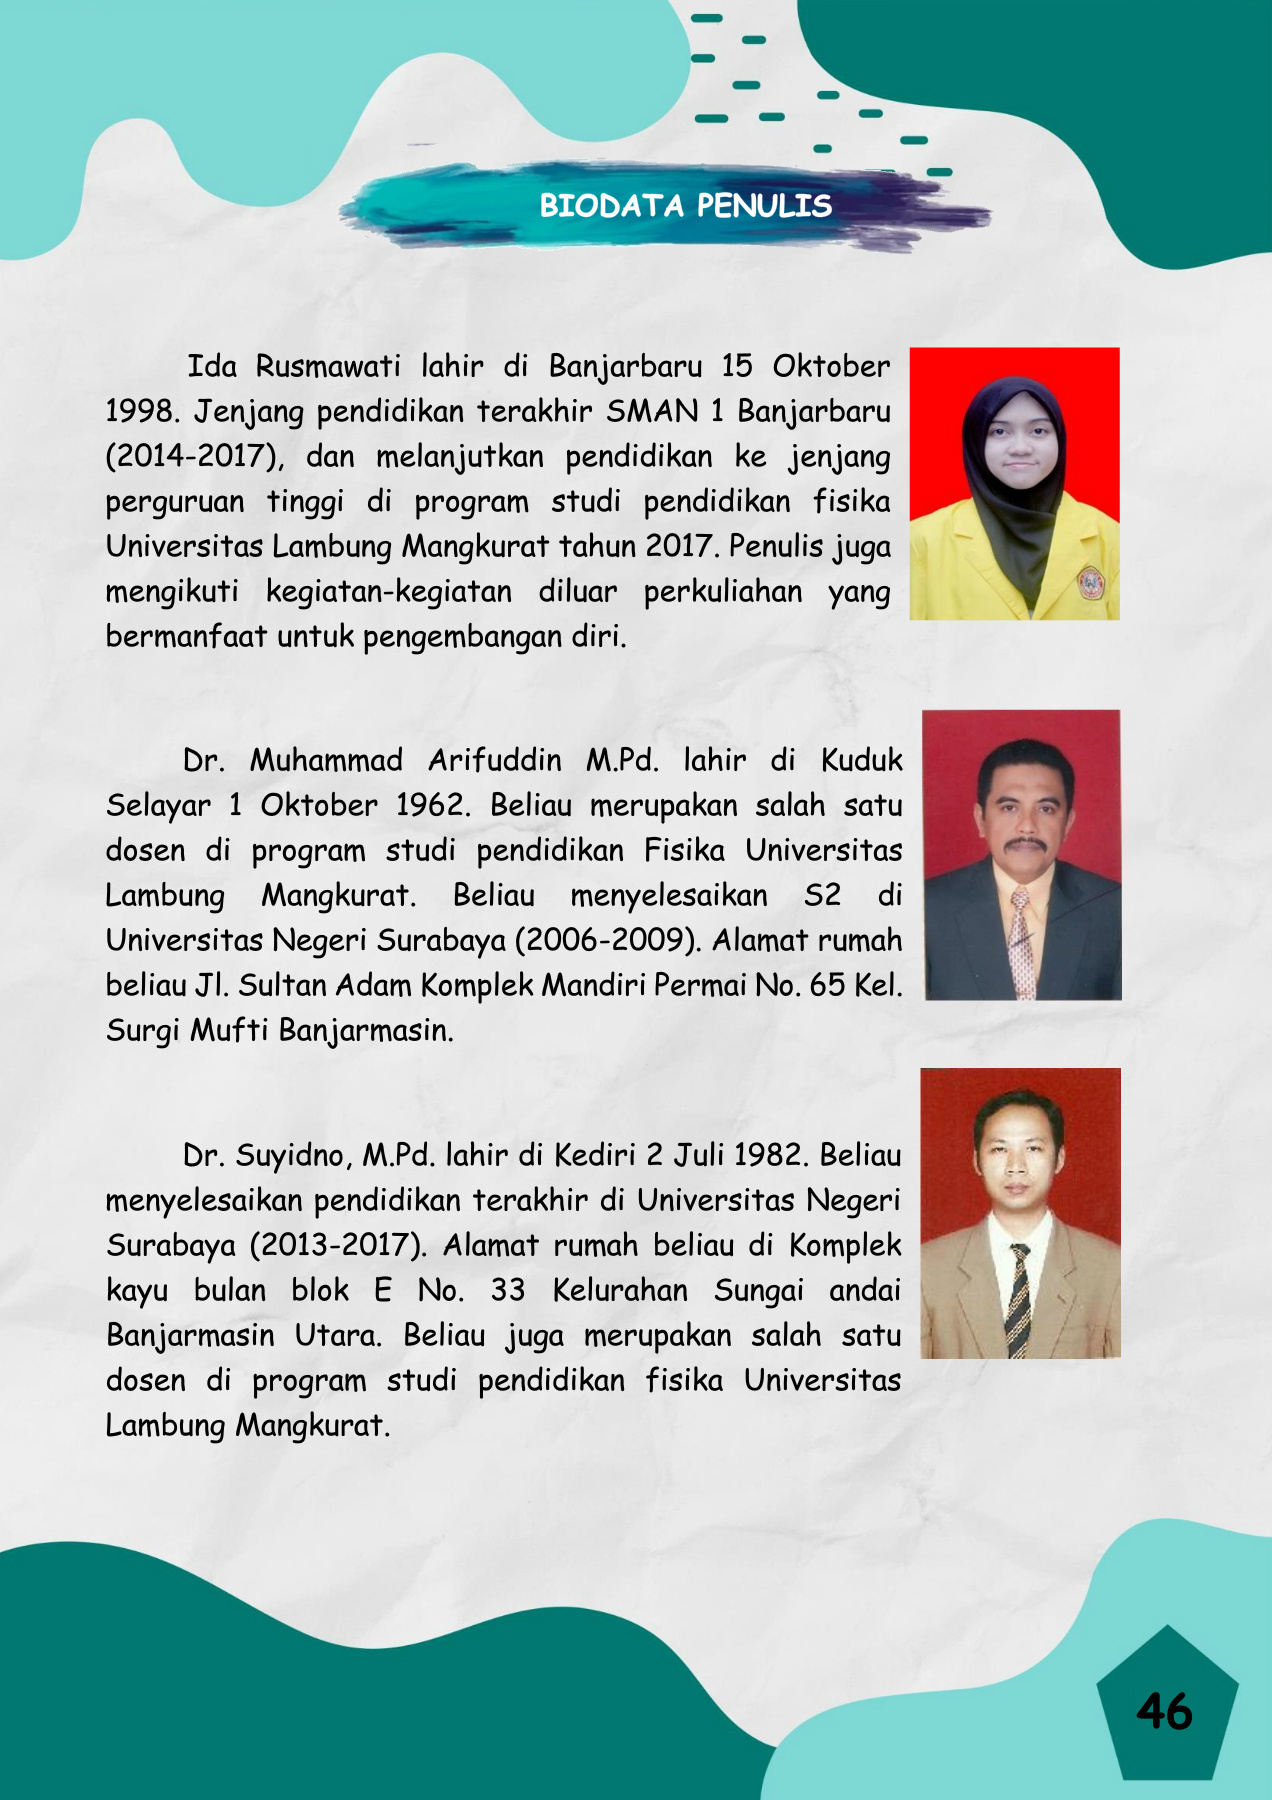 BIODATA PENULIS
Ida Rusmawati lahir di Banjarbaru 15 Oktober
1998. Jenjang pendidikan terakhir SMAN 1 Banjarbaru
(2014-2017), dan melanjutkan pendidikan ke jenjang
perguruan tinggi di program studi pendidikan fisika
Universitas Lambung Mangkurat tahun 2017. Penulis juga
mengikuti kegiatan-kegiatan diluar perkuliahan yang
bermanfaat untuk pengembangan diri.
Dr. Muhammad Arifuddin M.Pd. lahir di Kuduk
Selayar 1 Oktober 1962. Beliau merupakan salah satu
dosen di program studi pendidikan Fisika Universitas
Lambung Mangkurat. Beliau menyelesaikan S2 di
Universitas Negeri Surabaya (2006-2009). Alamat rumah
beliau Jl. Sultan Adam Komplek Mandiri Permai No. 65 Kel.
Surgi Mufti Banjarmasin.
Dr. Suyidno, M.Pd. lahir di Kediri 2 Juli 1982. Beliau
menyelesaikan pendidikan terakhir di Universitas Negeri
Surabaya (2013-2017). Alamat rumah beliau di Komplek
kayu bulan blok E No. 33 Kelurahan Sungai andai
Banjarmasin Utara. Beliau juga merupakan salah satu
dosen di program studi pendidikan fisika Universitas
Lambung Mangkurat.
46